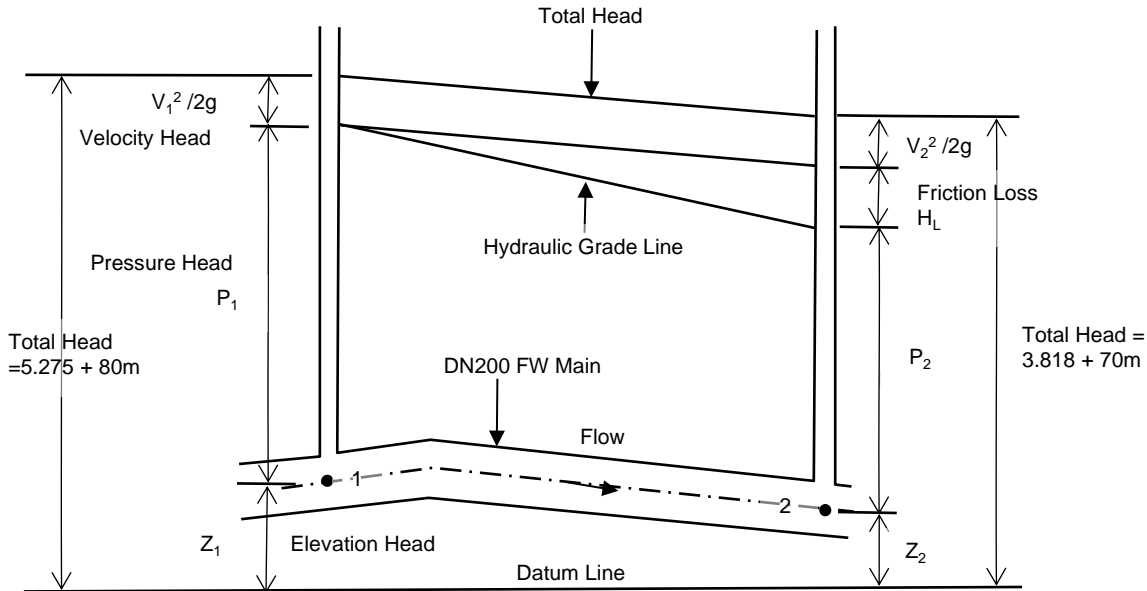 Total Head
V₁² /2g
Velocity Head
V₂² /2g
Friction Loss
H_L
Hydraulic Grade Line
Pressure Head
P₁
Total Head
=5.275 + 80m
Total Head =
3.818 + 70m
P₂
DN200 FW Main
Flow
1
2
Z₁
Elevation Head
Z₂
Datum Line